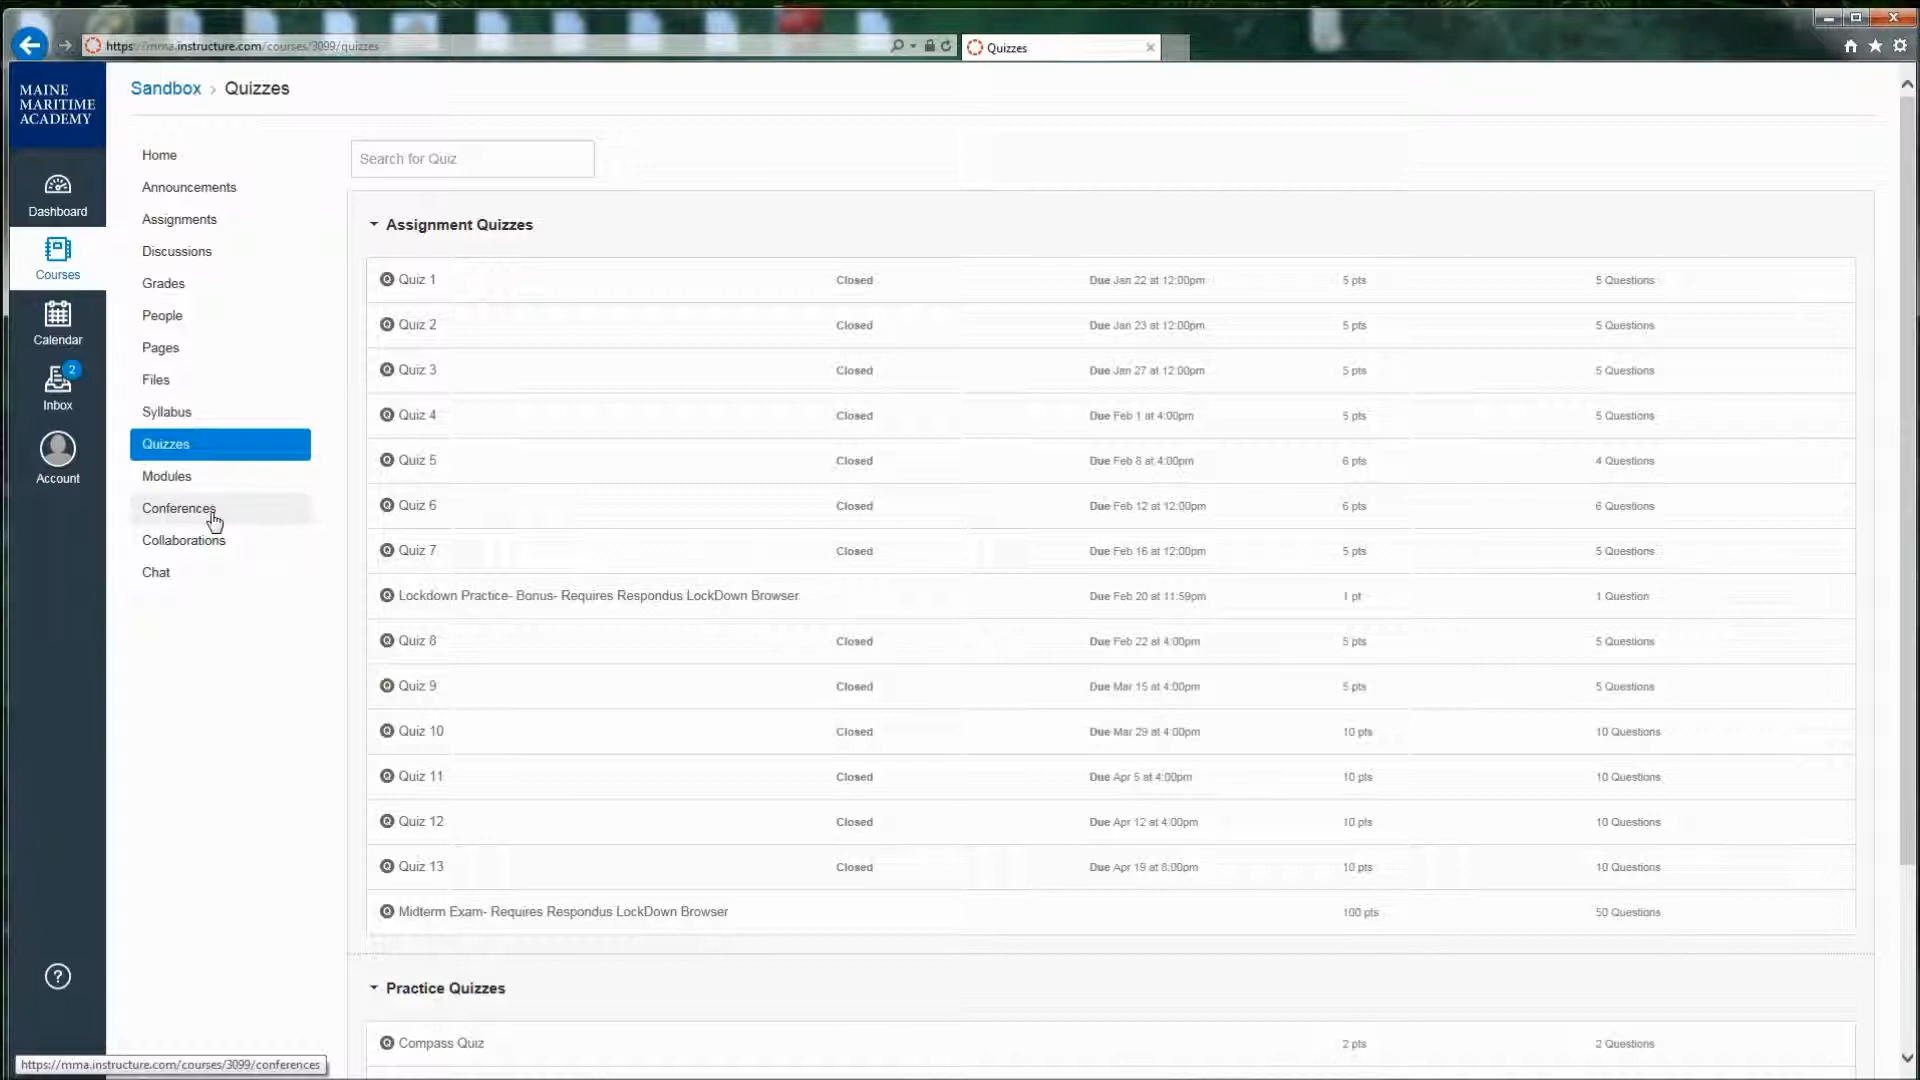 https://mma.instructure.com/courses/3099/quizzes
Quizzes
MAINE
MARITIME
ACADEMY
Sandbox › Quizzes
Dashboard
Courses
Calendar
2
Inbox
Account
Home
Announcements
Assignments
Discussions
Grades
People
Pages
Files
Syllabus
Quizzes
Modules
Conferences
Collaborations
Chat
Search for Quiz
Assignment Quizzes
Quiz 1 Closed Due Jan 22 at 12:00pm 5 pts 5 Questions
Quiz 2 Closed Due Jan 23 at 12:00pm 5 pts 5 Questions
Quiz 3 Closed Due Jan 27 at 12:00pm 5 pts 5 Questions
Quiz 4 Closed Due Feb 1 at 4:00pm 5 pts 5 Questions
Quiz 5 Closed Due Feb 8 at 4:00pm 6 pts 4 Questions
Quiz 6 Closed Due Feb 12 at 12:00pm 6 pts 6 Questions
Quiz 7 Closed Due Feb 16 at 12:00pm 5 pts 5 Questions
Lockdown Practice- Bonus- Requires Respondus LockDown Browser Due Feb 20 at 11:59pm 1 pt 1 Question
Quiz 8 Closed Due Feb 22 at 4:00pm 5 pts 5 Questions
Quiz 9 Closed Due Mar 15 at 4:00pm 5 pts 5 Questions
Quiz 10 Closed Due Mar 29 at 4:00pm 10 pts 10 Questions
Quiz 11 Closed Due Apr 5 at 4:00pm 10 pts 10 Questions
Quiz 12 Closed Due Apr 12 at 4:00pm 10 pts 10 Questions
Quiz 13 Closed Due Apr 19 at 8:00pm 10 pts 10 Questions
Midterm Exam- Requires Respondus LockDown Browser 100 pts 50 Questions
Practice Quizzes
Compass Quiz 2 pts 2 Questions
https://mma.instructure.com/courses/3099/conferences